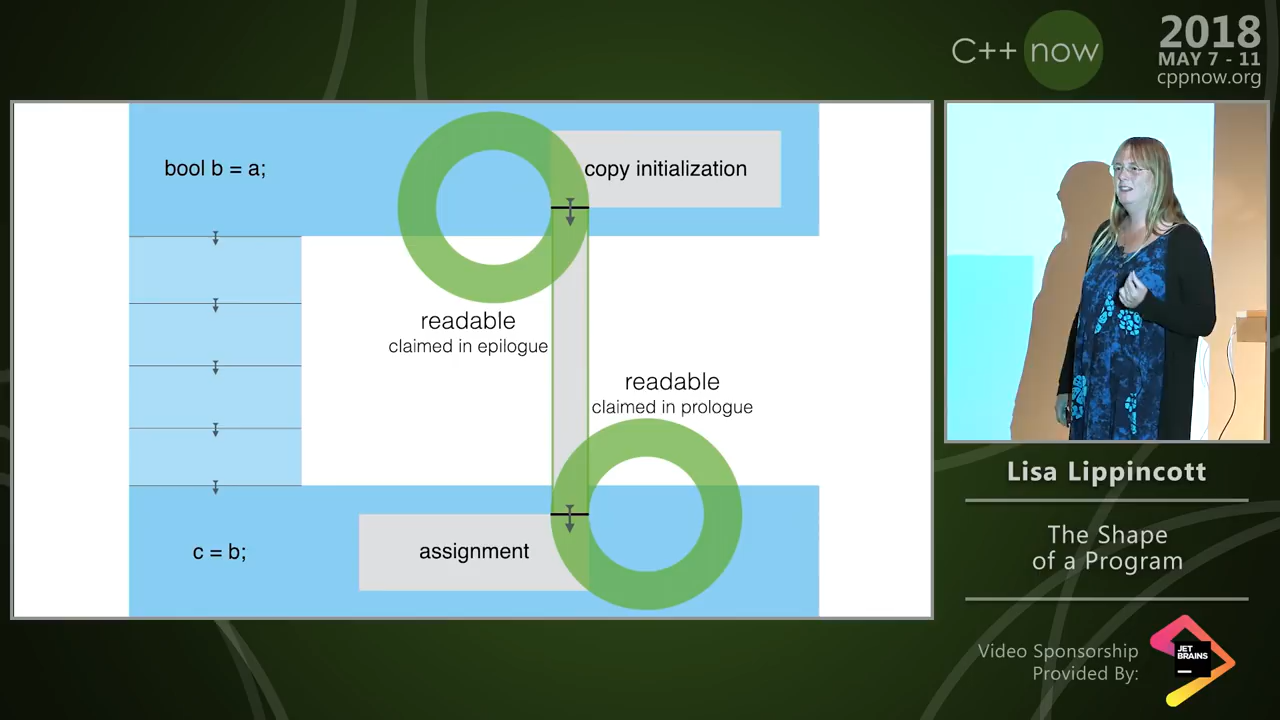 C++ now
2018
MAY 7 - 11
cppnow.org
bool b = a;
copy initialization
readable
claimed in epilogue
readable
claimed in prologue
c = b;
assignment
Lisa Lippincott
The Shape
of a Program
Video Sponsorship
Provided By:
JET
BRAINS